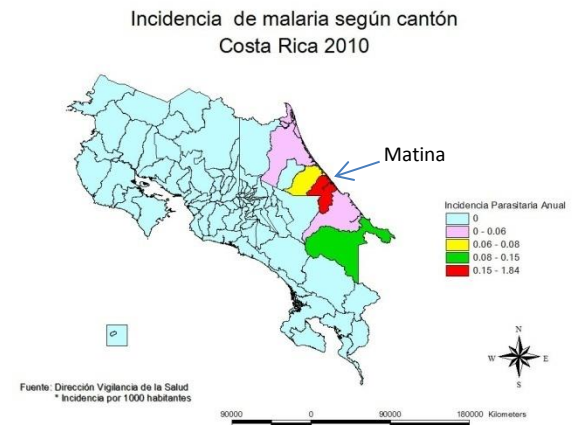 Incidencia de malaria según cantón
Costa Rica 2010
Matina
Incidencia Parasitaria Anual
0
0 - 0.06
0.06 - 0.08
0.08 - 0.15
0.15 - 1.84
N
W E
S
Fuente: Dirección Vigilancia de la Salud
* Incidencia por 1000 habitantes
90000 0 90000 180000 Kilometers